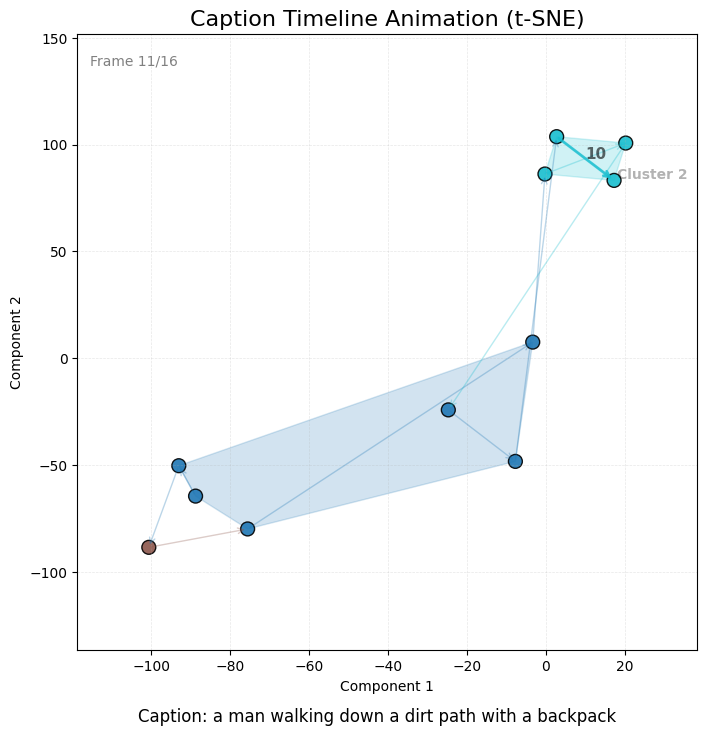 Caption Timeline Animation (t-SNE)
150
Frame 11/16
100
10
Cluster 2
50
0
−50
−100
Component 2
−100
−80
−60
−40
−20
0
20
Component 1
Caption: a man walking down a dirt path with a backpack